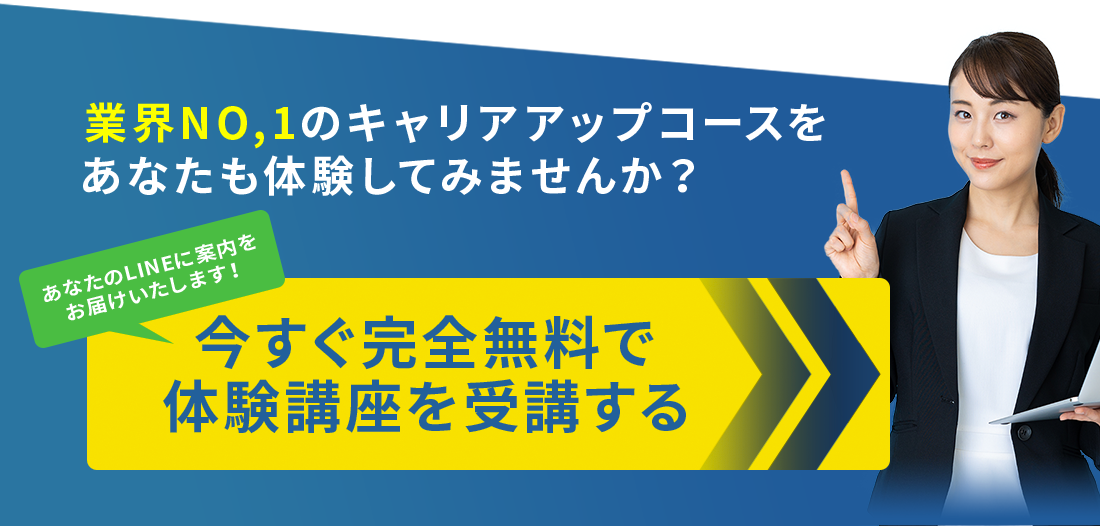 業界NO,1のキャリアアップコースを
あなたも体験してみませんか？
あなたのLINEに案内を
お届けいたします！
今すぐ完全無料で
体験講座を受講する